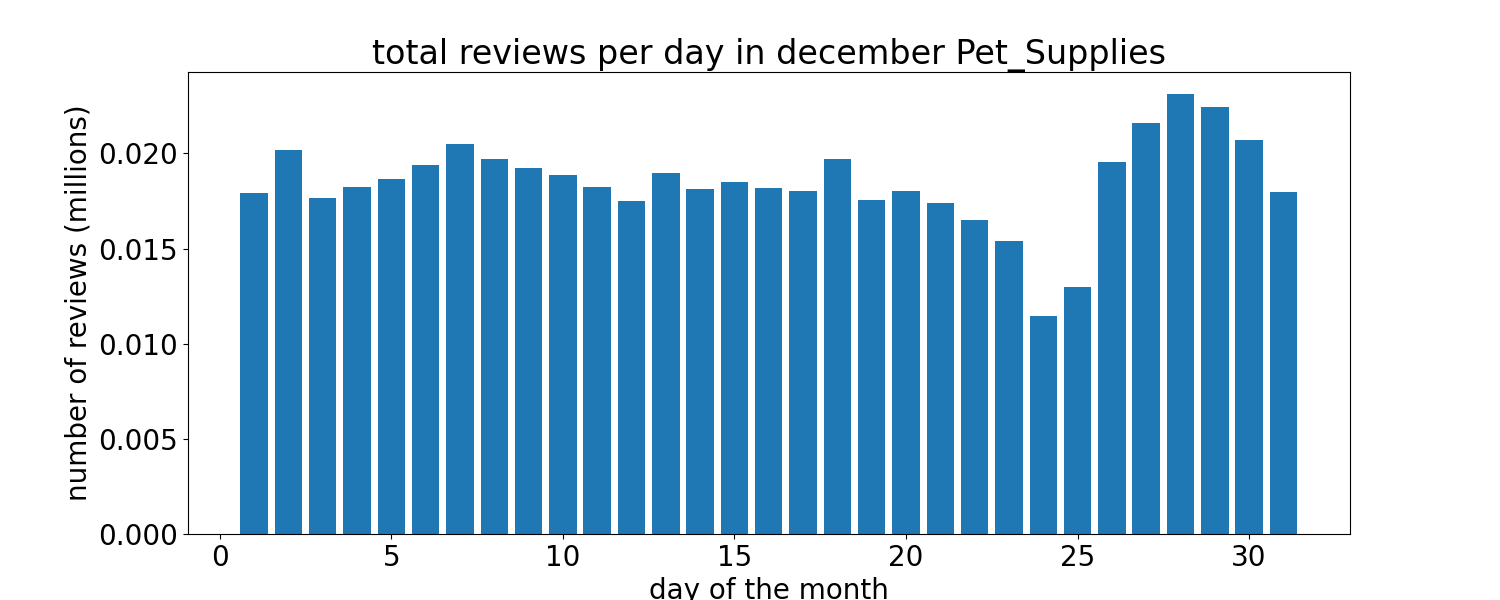 total reviews per day in december Pet_Supplies
number of reviews (millions)
0.020
0.015
0.010
0.005
0.000
0 5 10 15 20 25 30
day of the month